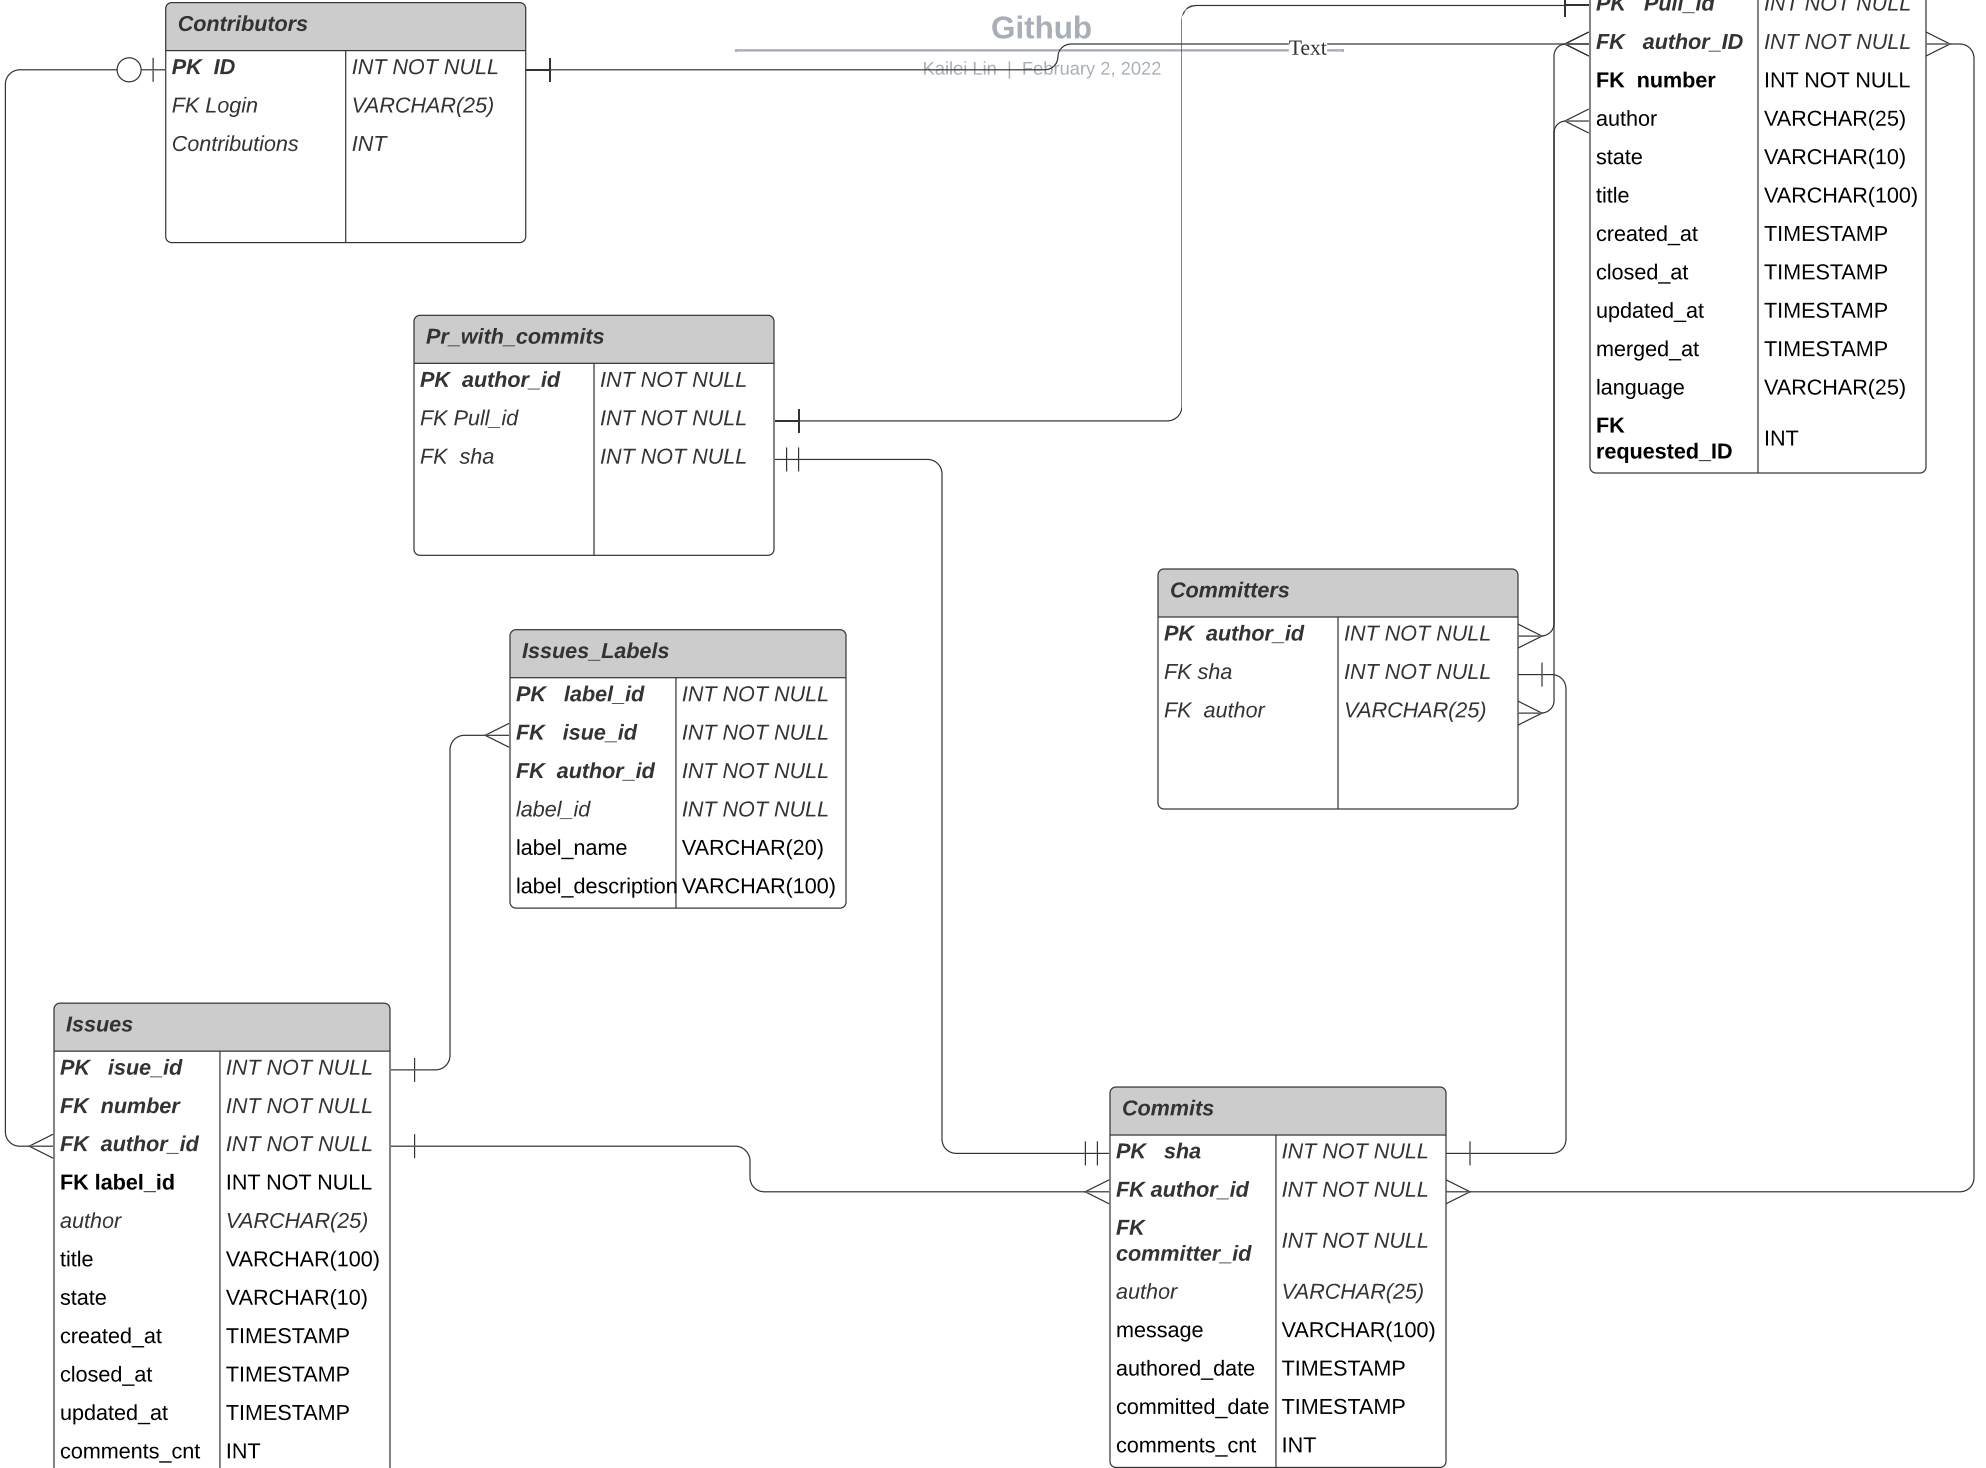 Github
Kailei Lin | February 2, 2022
Text
Contributors
PK ID INT NOT NULL
FK Login VARCHAR(25)
Contributions INT
PK Pull_id INT NOT NULL
FK author_ID INT NOT NULL
FK number INT NOT NULL
author VARCHAR(25)
state VARCHAR(10)
title VARCHAR(100)
created_at TIMESTAMP
closed_at TIMESTAMP
updated_at TIMESTAMP
merged_at TIMESTAMP
language VARCHAR(25)
FK
requested_ID INT
Pr_with_commits
PK author_id INT NOT NULL
FK Pull_id INT NOT NULL
FK sha INT NOT NULL
Committers
PK author_id INT NOT NULL
FK sha INT NOT NULL
FK author VARCHAR(25)
Issues_Labels
PK label_id INT NOT NULL
FK isue_id INT NOT NULL
FK author_id INT NOT NULL
label_id INT NOT NULL
label_name VARCHAR(20)
label_description VARCHAR(100)
Issues
PK isue_id INT NOT NULL
FK number INT NOT NULL
FK author_id INT NOT NULL
FK label_id INT NOT NULL
author VARCHAR(25)
title VARCHAR(100)
state VARCHAR(10)
created_at TIMESTAMP
closed_at TIMESTAMP
updated_at TIMESTAMP
comments_cnt INT
Commits
PK sha INT NOT NULL
FK author_id INT NOT NULL
FK
committer_id INT NOT NULL
author VARCHAR(25)
message VARCHAR(100)
authored_date TIMESTAMP
committed_date TIMESTAMP
comments_cnt INT